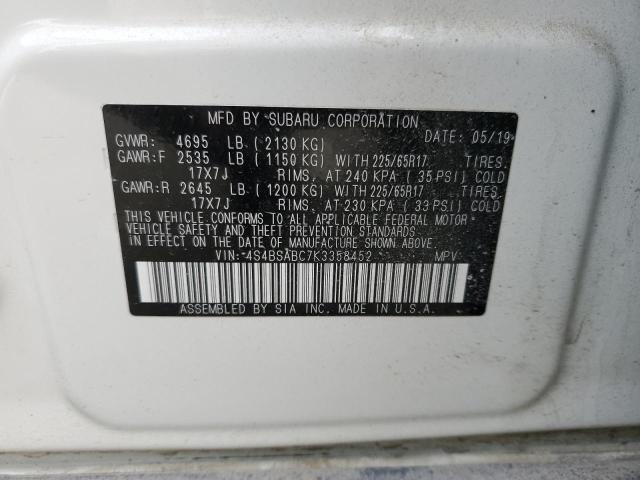 MFD BY SUBARU CORPORATION
GVWR: 4695 LB (2130 KG) DATE: 05/19
GAWR:F 2535 LB (1150 KG) WITH 225/65R17 TIRES.
17X7J RIMS. AT 240 KPA (35 PSI) COLD
GAWR:R 2645 LB (1200 KG) WITH 225/65R17 TIRES.
17X7J RIMS. AT 230 KPA (33 PSI) COLD
THIS VEHICLE CONFORMS TO ALL APPLICABLE FEDERAL MOTOR
VEHICLE SAFETY AND THEFT PREVENTION STANDARDS IN EFFECT
ON THE DATE OF MANUFACTURE SHOWN ABOVE.
VIN:-4S4BSABC7K3358452 MPV
ASSEMBLED BY SIA INC. MADE IN U.S.A.